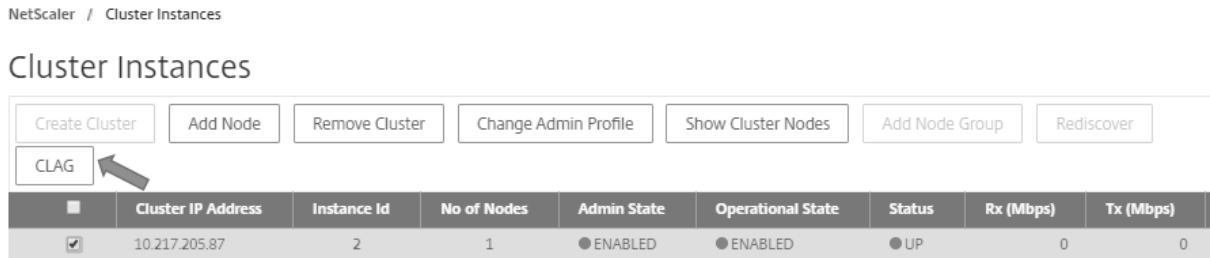 NetScaler / Cluster Instances
Cluster Instances
Create Cluster Add Node Remove Cluster Change Admin Profile Show Cluster Nodes Add Node Group Rediscover
CLAG
Cluster IP Address Instance Id No of Nodes Admin State Operational State Status Rx (Mbps) Tx (Mbps)
10.217.205.87 2 1 ENABLED ENABLED UP 0 0